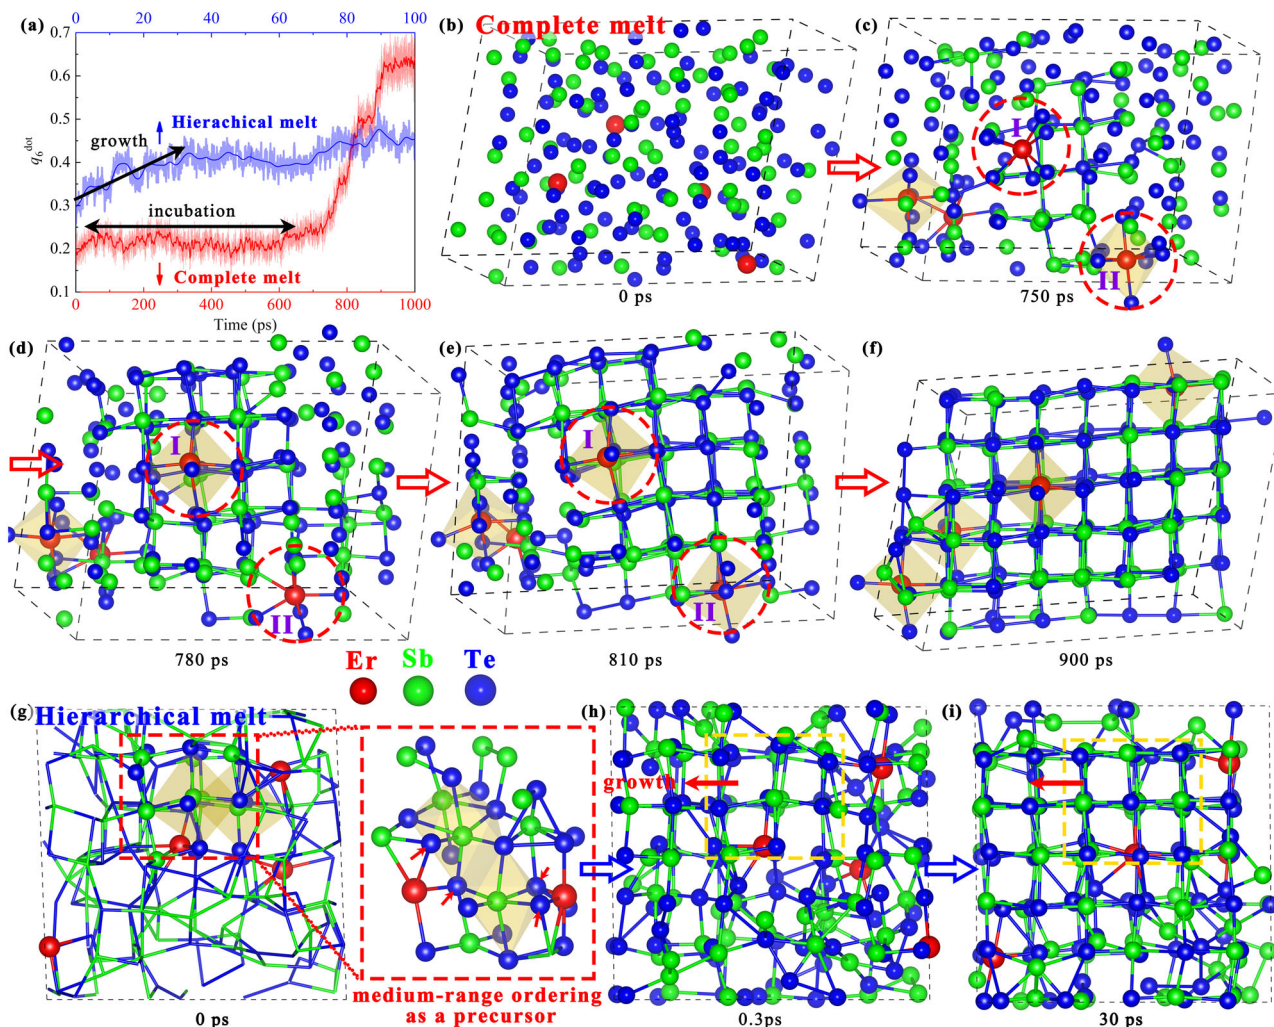 (a)
0 20 40 60 80 100
0.7
0.6
0.5
0.4
0.3
0.2
0.1
q6dot
Hierachical melt
growth
incubation
Complete melt
0 200 400 600 800 1000
Time (ps)
(b) Complete melt
0 ps
(c)
I
II
750 ps
(d)
I
II
780 ps
(e)
I
II
810 ps
(f)
900 ps
Er Sb Te
(g) Hierarchical melt
0 ps
medium-range ordering
as a precursor
(h)
growth
0.3ps
(i)
30 ps